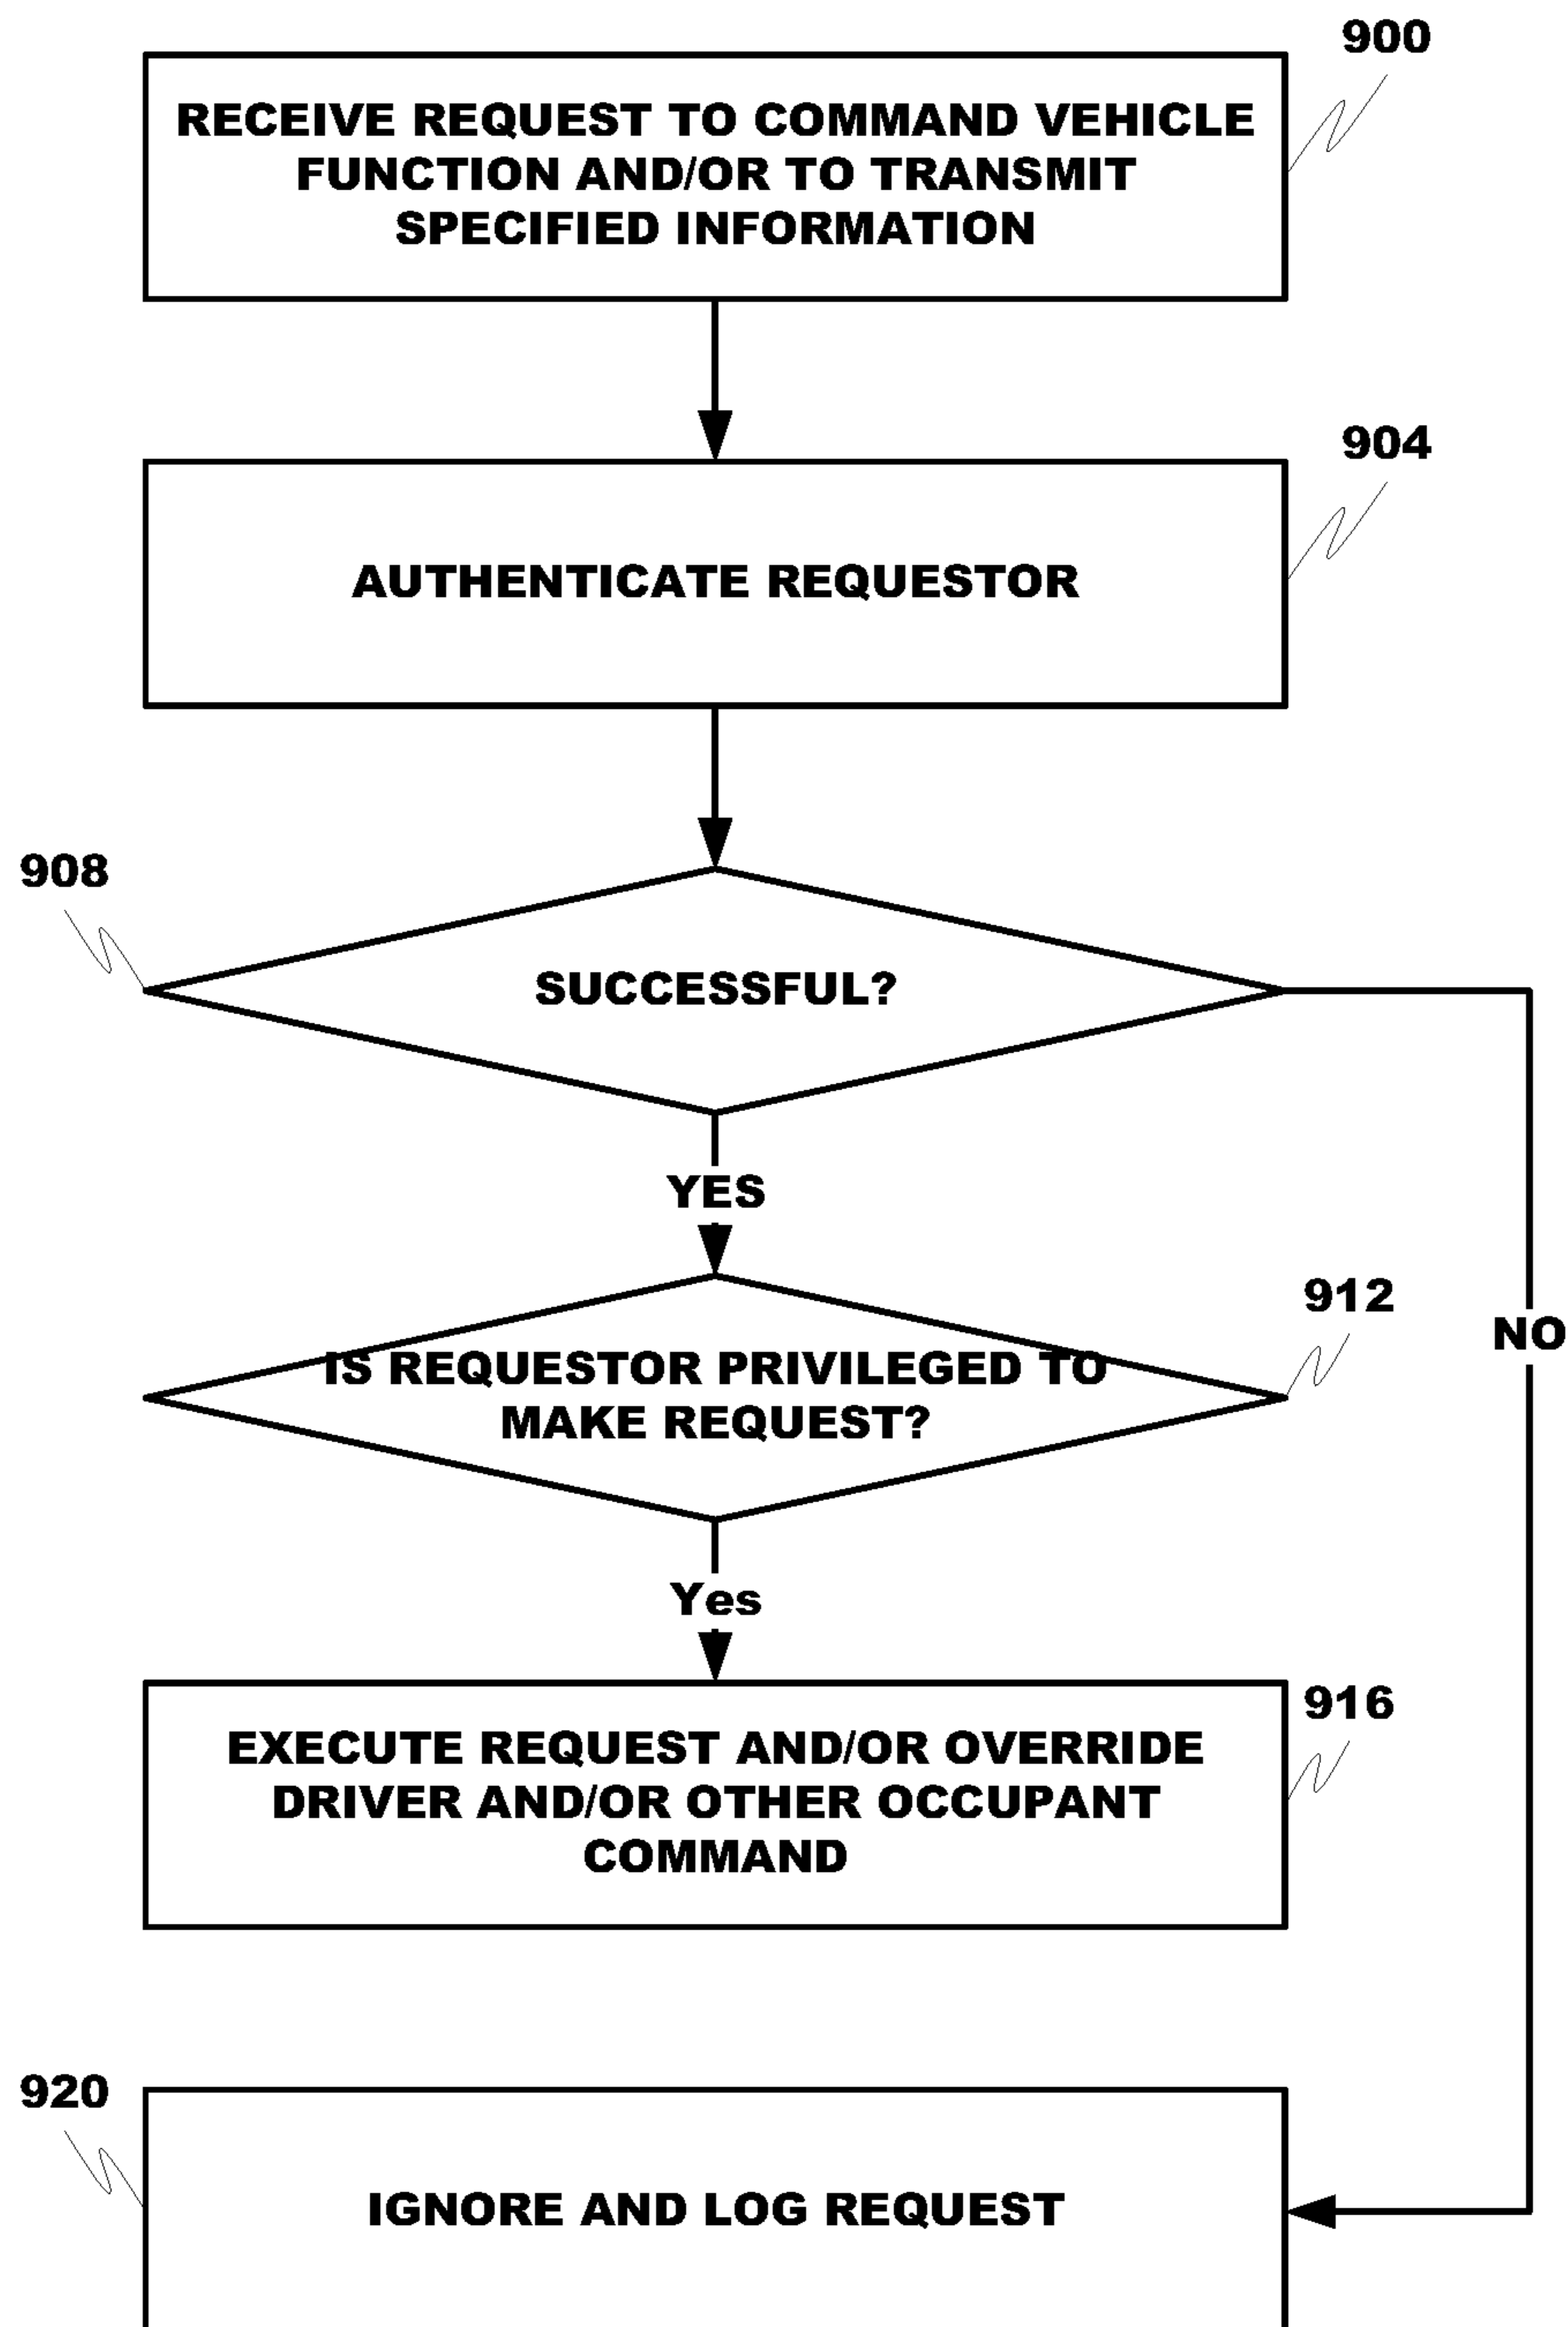 900
RECEIVE REQUEST TO COMMAND VEHICLE
FUNCTION AND/OR TO TRANSMIT
SPECIFIED INFORMATION
904
AUTHENTICATE REQUESTOR
908
SUCCESSFUL?
YES
912
NO
IS REQUESTOR PRIVILEGED TO
MAKE REQUEST?
Yes
916
EXECUTE REQUEST AND/OR OVERRIDE
DRIVER AND/OR OTHER OCCUPANT
COMMAND
920
IGNORE AND LOG REQUEST